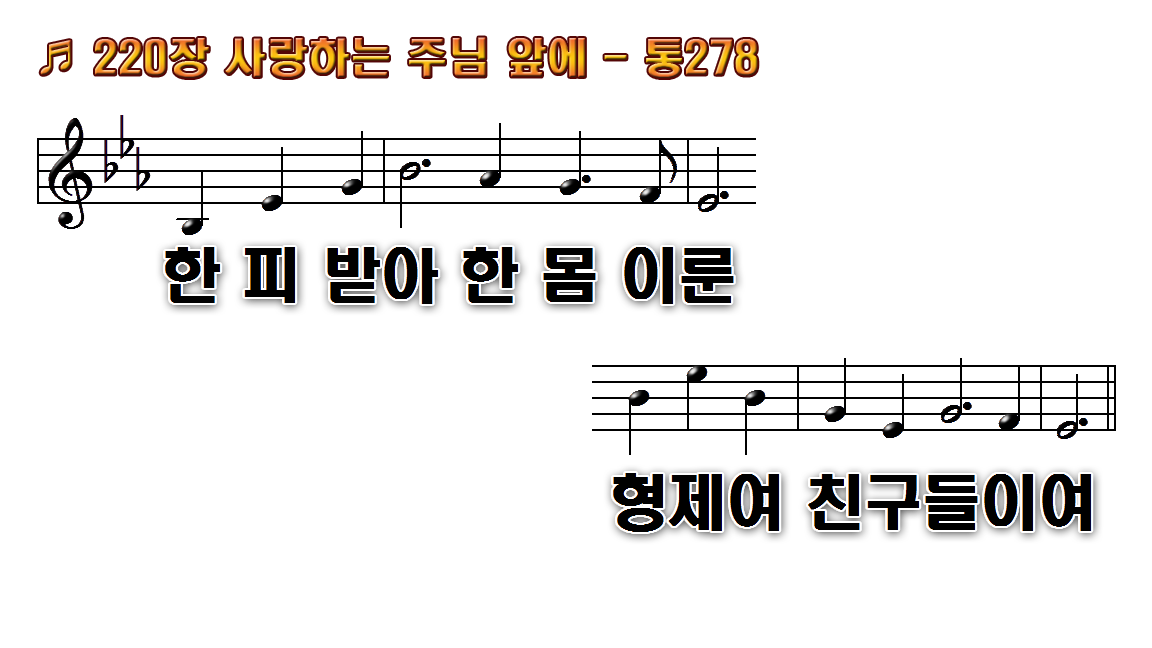 ♬ 220장 사랑하는 주님 앞에 - 통278
한 피 받아 한 몸 이룬
형제여 친구들이여